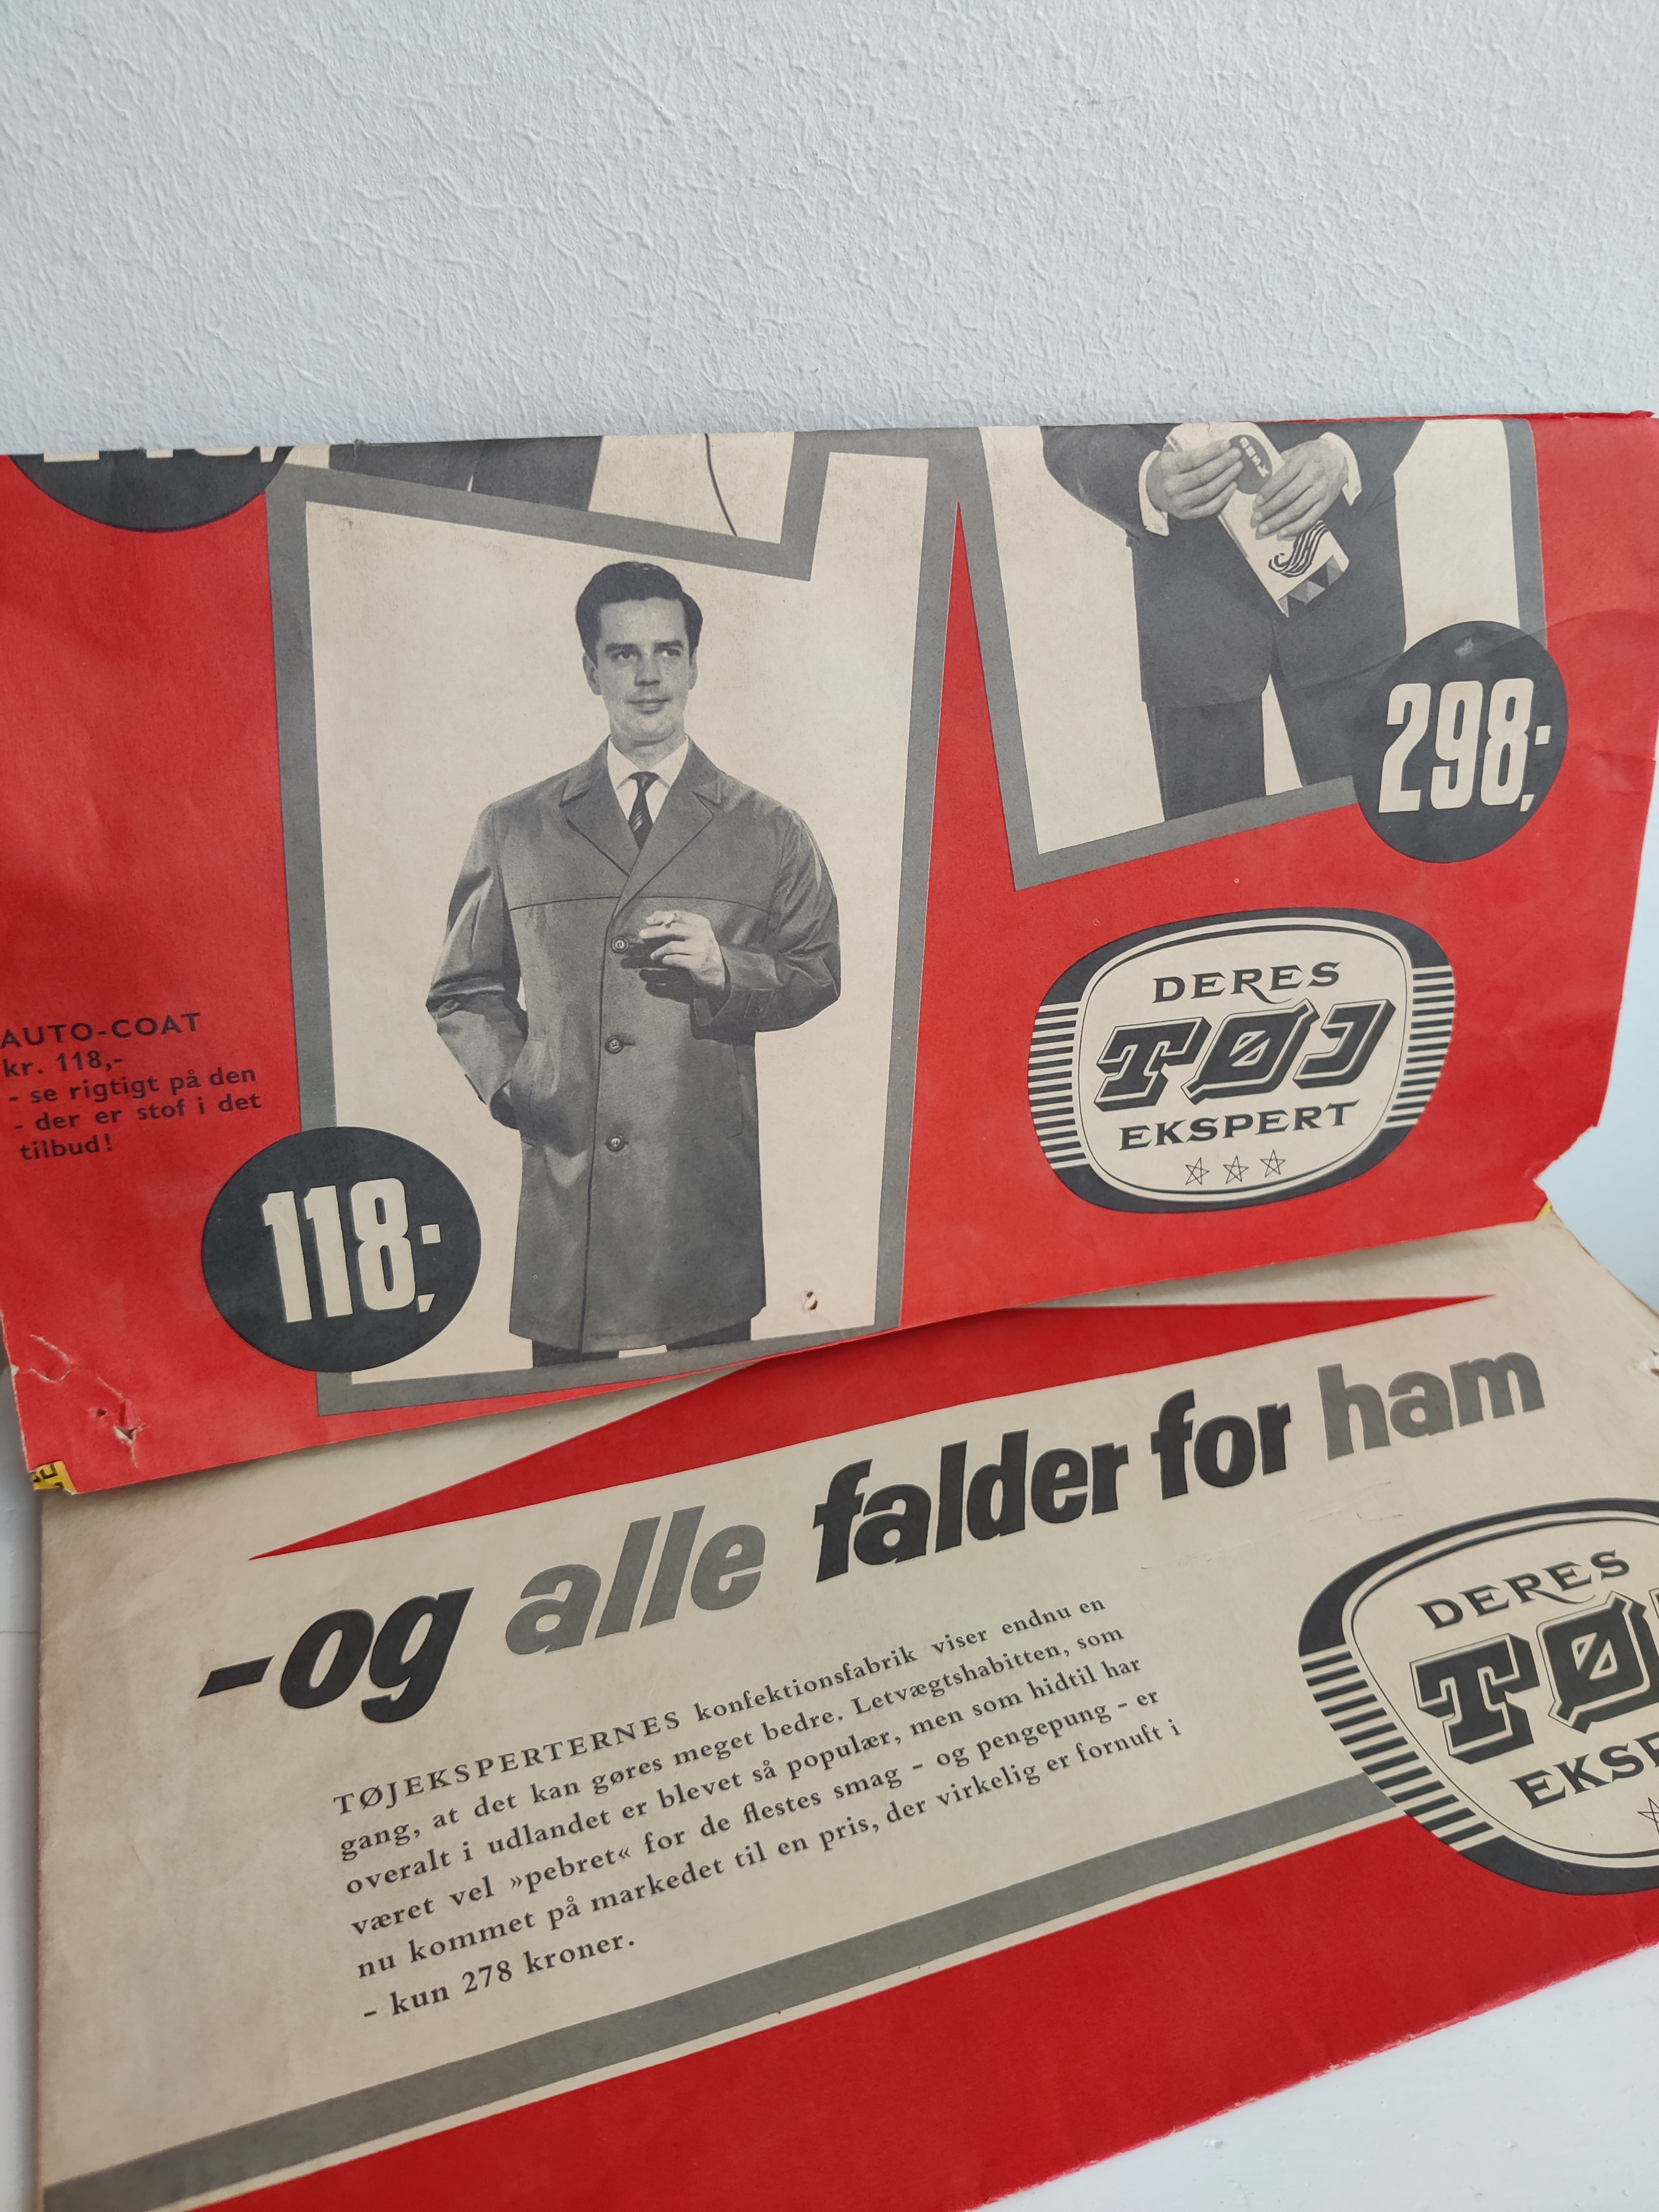 298,-
AUTO-COAT
kr. 118,-
- se rigtigt på den
- der er stof i det
tilbud!
118,-
DERES
TØJ
EKSPERT
-og alle falder for ham
TØJEKSPERTERNES konfektionsfabrik viser endnu en
gang, at det kan gøres meget bedre. Letvægtshabitten, som
overalt i udlandet er blevet så populær, men som hidtil har
været vel »pebret« for de flestes smag - og pengepung - er
nu kommet på markedet til en pris, der virkelig er fornuft i
- kun 278 kroner.
DERES
TØ
EKSP